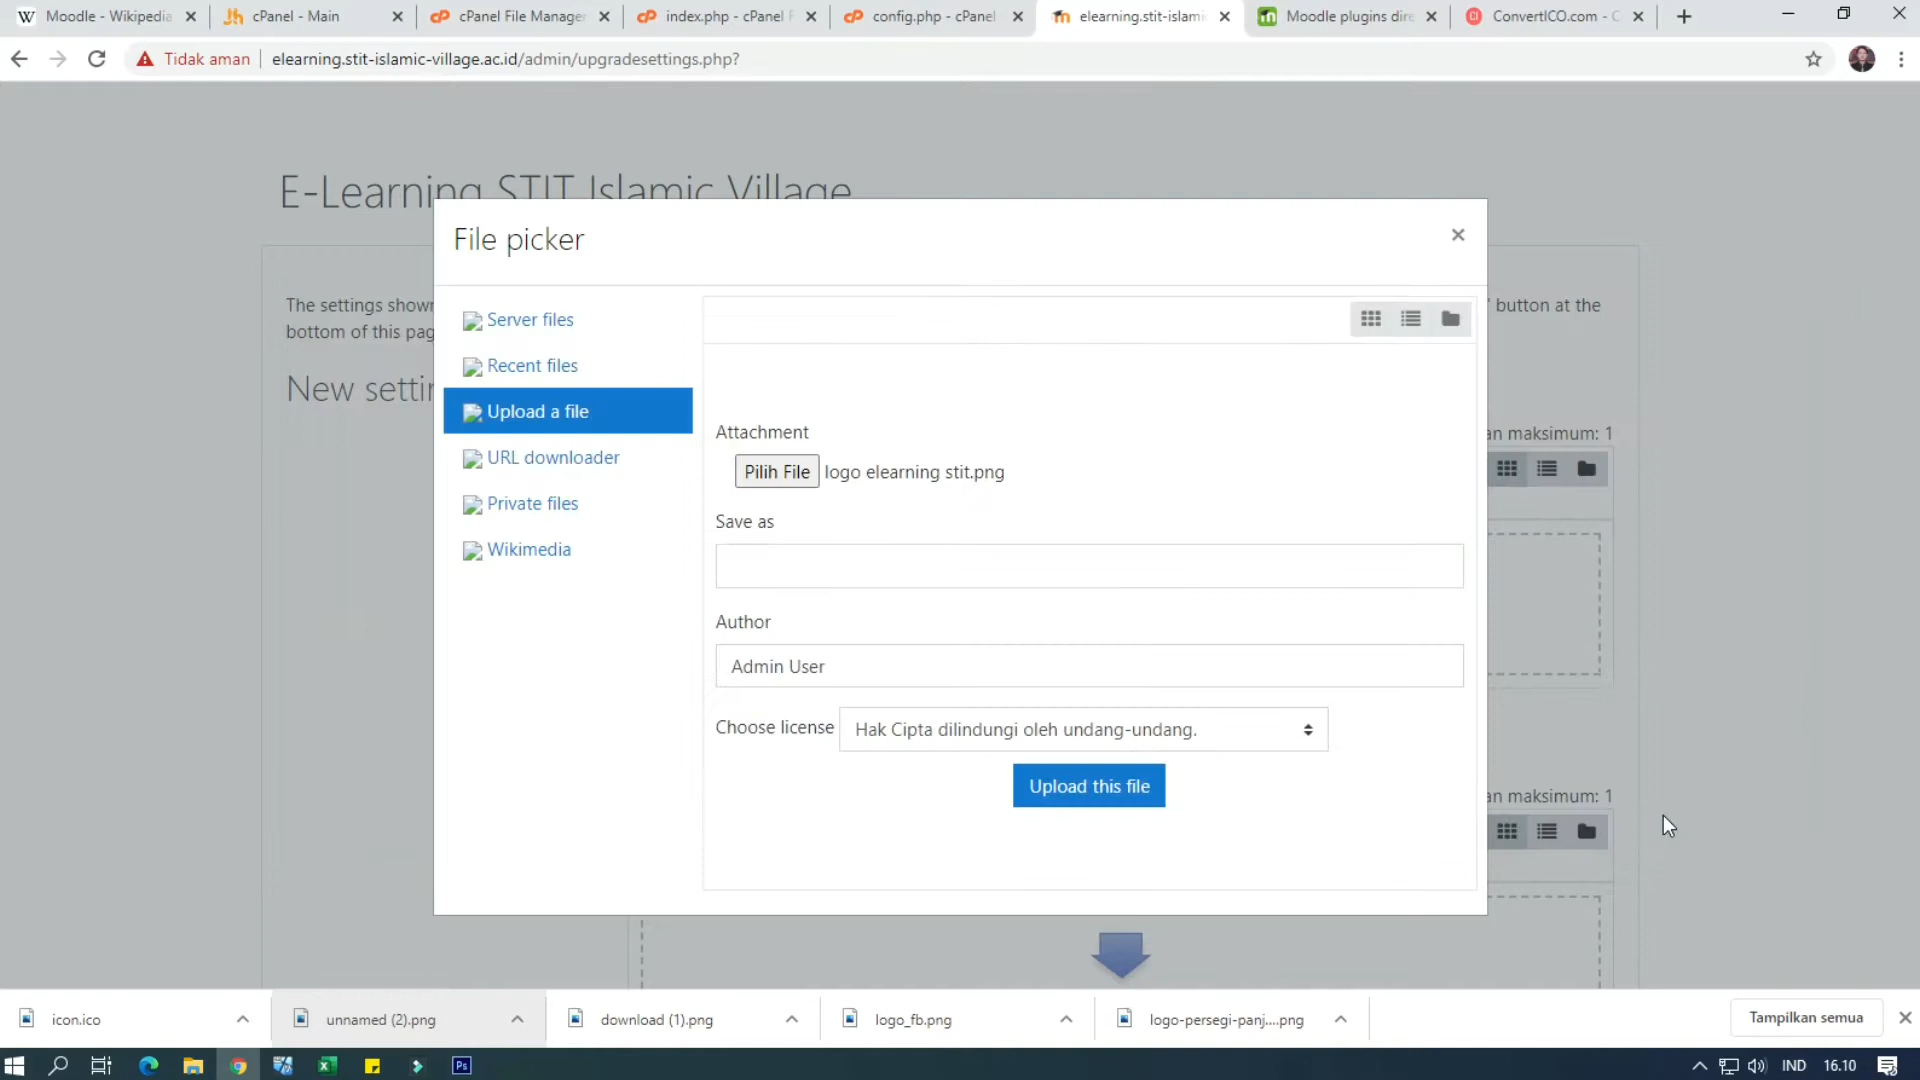 Moodle - Wikipedia
cPanel - Main
cPanel File Manager
index.php - cPanel F
config.php - cPanel
elearning.stit-islami
Moodle plugins dire
ConvertICO.com - C
Tidak aman
elearning.stit-islamic-village.ac.id/admin/upgradesettings.php?
E-Learning STIT Islamic Village
File picker
The settings shown
button at the
bottom of this pag
New settin
Server files
Recent files
Upload a file
URL downloader
Private files
Wikimedia
Attachment
Pilih File logo elearning stit.png
Save as
Author
Admin User
Choose license Hak Cipta dilindungi oleh undang-undang.
Upload this file
an maksimum: 1
an maksimum: 1
icon.ico
unnamed (2).png
download (1).png
logo_fb.png
logo-persegi-panj....png
Tampilkan semua
Ps
IND
16.10